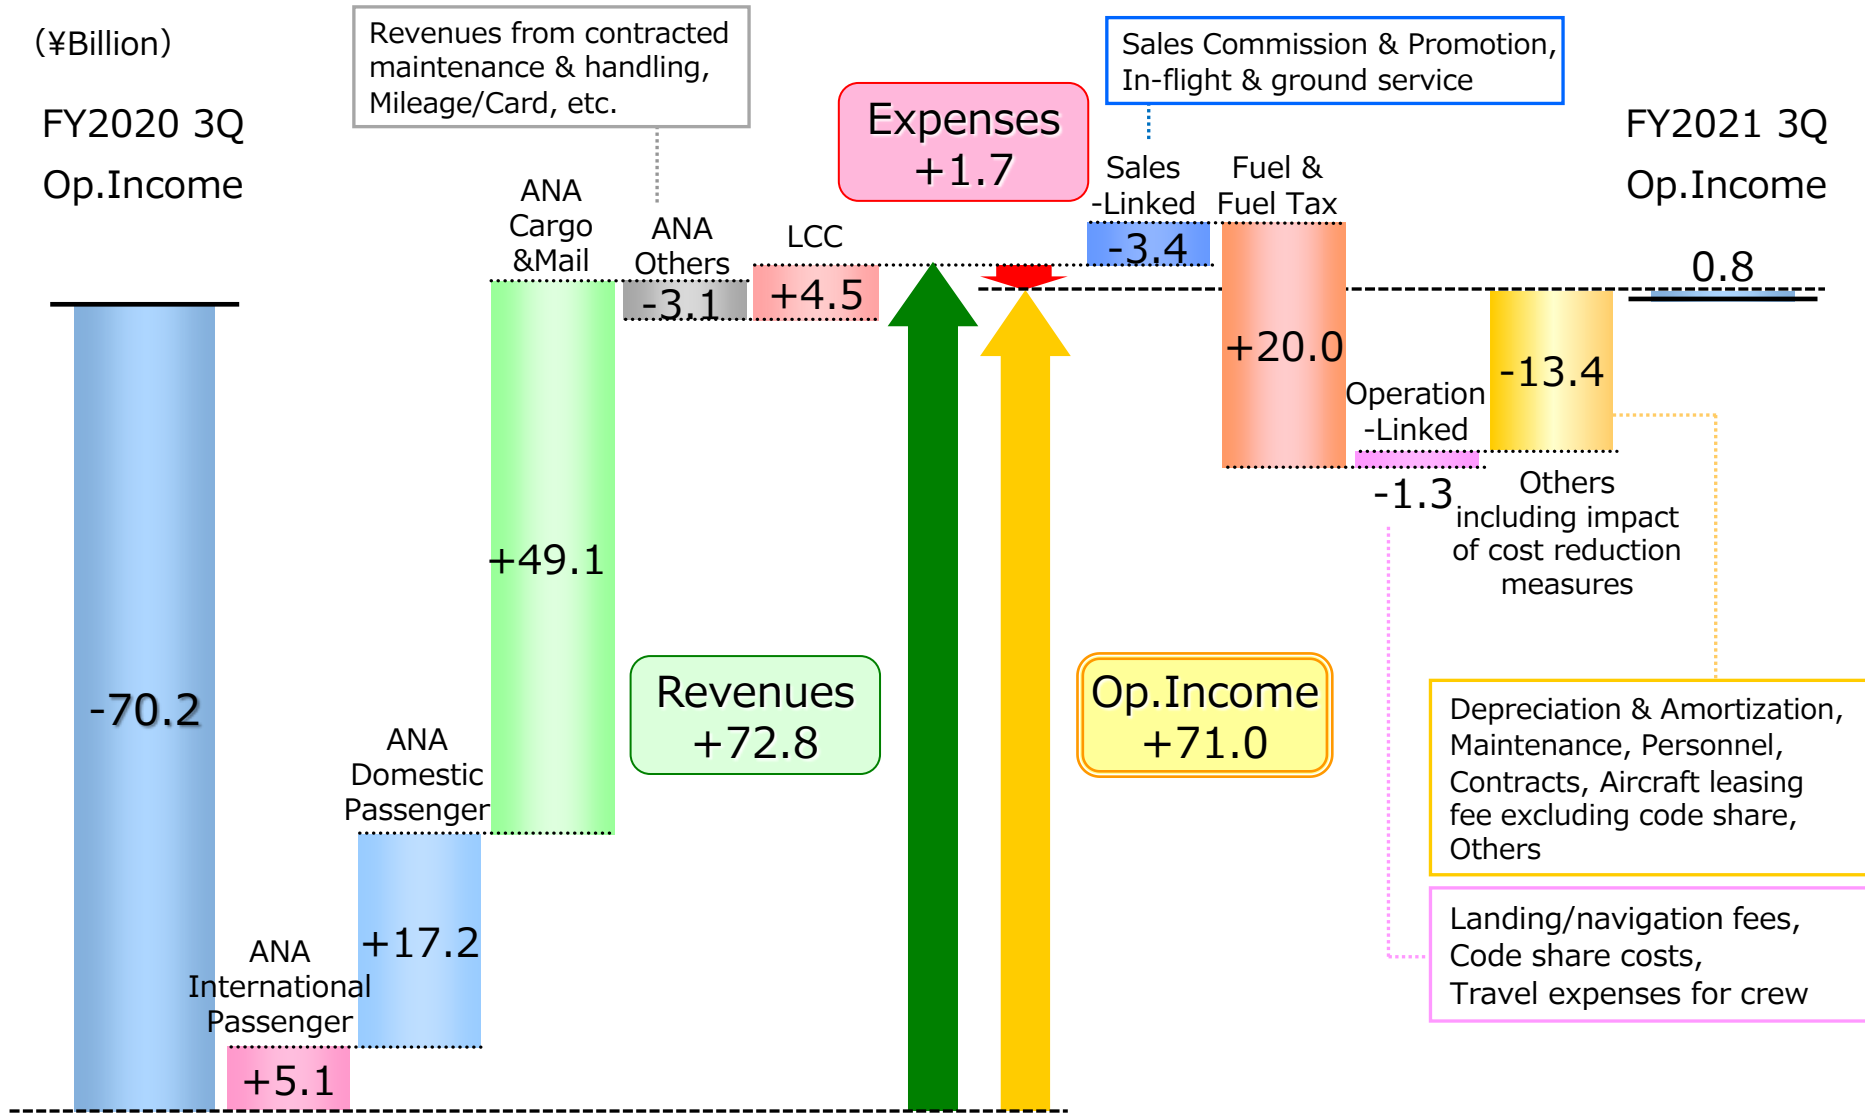 （¥Billion）
FY2020 3Q
Op.Income
Revenues from contracted
maintenance & handling,
Mileage/Card, etc.
Expenses
+1.7
Sales Commission & Promotion,
In-flight & ground service
FY2021 3Q
Op.Income
0.8
-70.2
ANA
International
Passenger
+5.1
ANA
Domestic
Passenger
+17.2
ANA
Cargo
&Mail
+49.1
ANA
Others
-3.1
LCC
+4.5
Revenues
+72.8
Op.Income
+71.0
Sales
-Linked
-3.4
Fuel &
Fuel Tax
+20.0
Operation
-Linked
-1.3
-13.4
Others
including impact
of cost reduction
measures
Depreciation & Amortization,
Maintenance, Personnel,
Contracts, Aircraft leasing
fee excluding code share,
Others
Landing/navigation fees,
Code share costs,
Travel expenses for crew